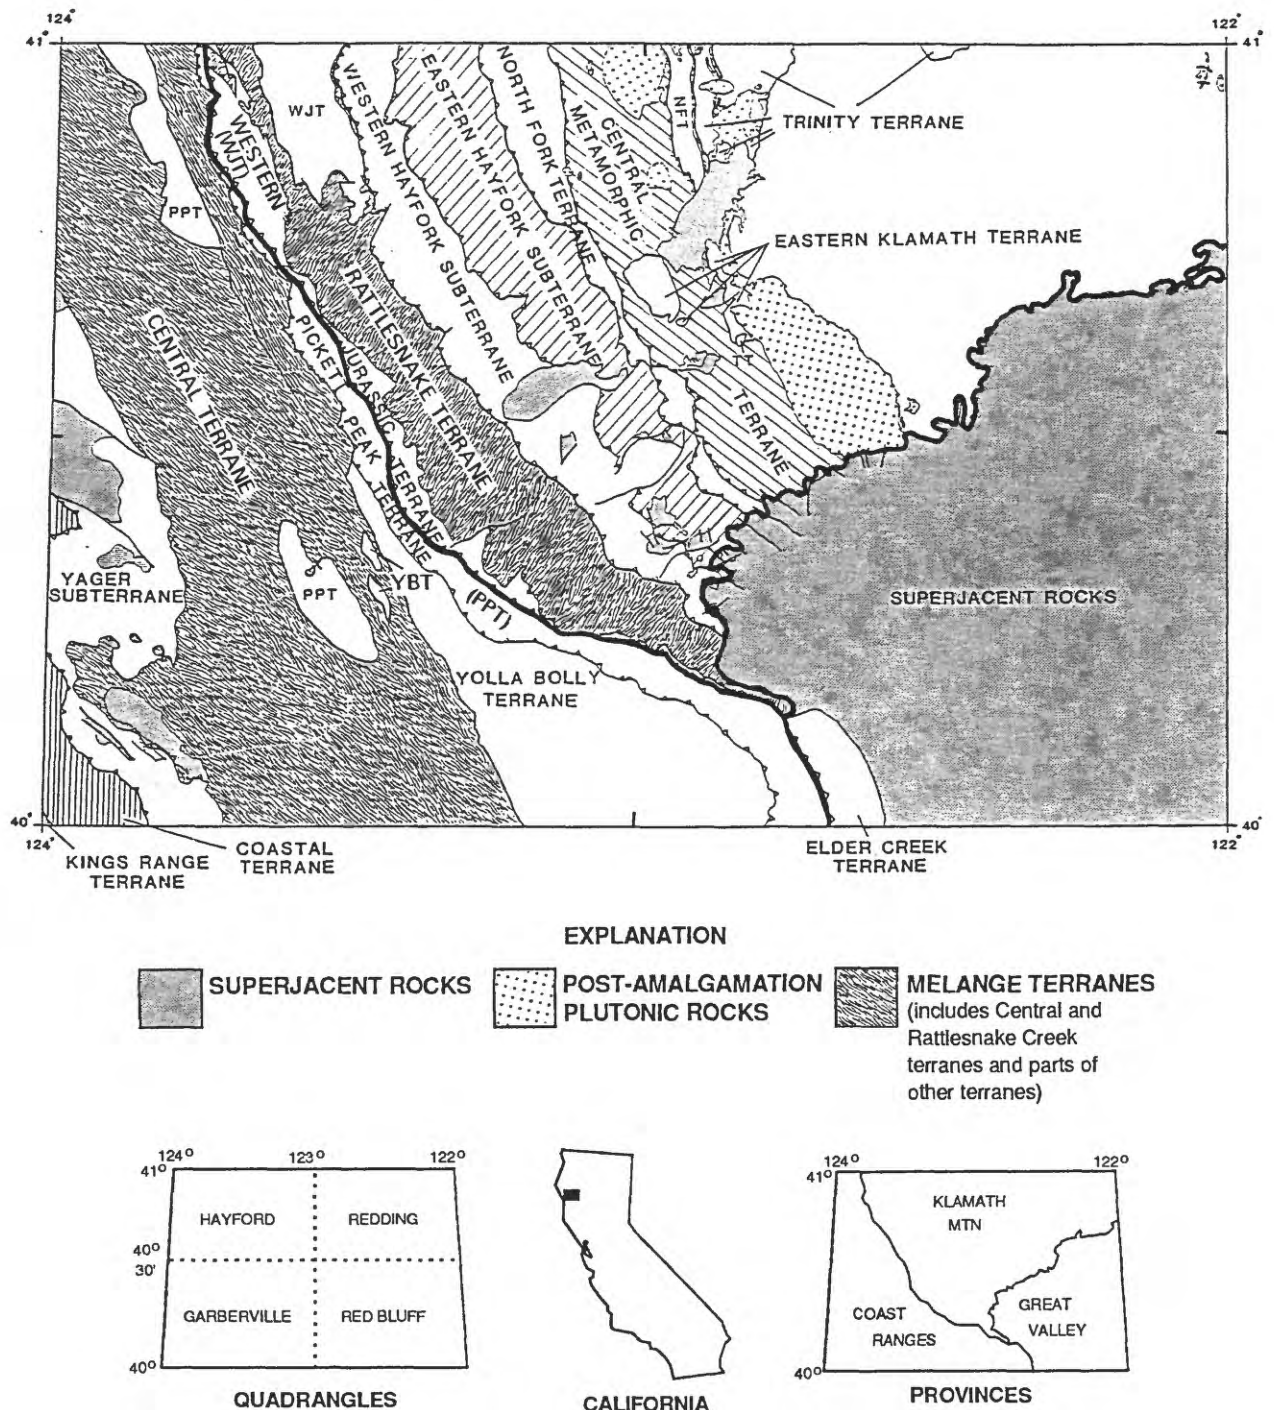 124°
122°
41°
41°
WESTERN
(WJT)
WJT
WESTERN HAYFORK SUBTERRANE
EASTERN HAYFORK SUBTERRANE
NORTH FORK TERRANE
CENTRAL
METAMORPHIC
TERRANE
NFT
TRINITY TERRANE
PPT
EASTERN KLAMATH TERRANE
RATTLESNAKE TERRANE
CENTRAL TERRANE
JURASSIC TERRANE
PICKET PEAK TERRANE
(PPT)
YAGER
SUBTERRANE
PPT
YBT
SUPERJACENT ROCKS
YOLLA BOLLY
TERRANE
40°
40°
124°
122°
KINGS RANGE
TERRANE
COASTAL
TERRANE
ELDER CREEK
TERRANE
EXPLANATION
SUPERJACENT ROCKS
POST-AMALGAMATION
PLUTONIC ROCKS
MELANGE TERRANES
(includes Central and
Rattlesnake Creek
terranes and parts of
other terranes)
124° 123° 122°
41°
HAYFORD REDDING
40°
30'
GARBERVILLE RED BLUFF
40°
QUADRANGLES
CALIFORNIA
124° 122°
41°
KLAMATH
MTN
COAST
RANGES
GREAT
VALLEY
40°
PROVINCES